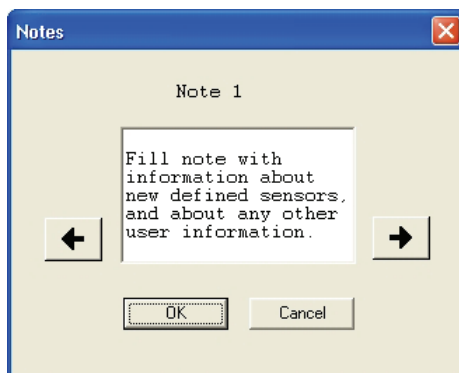 Notes
Note 1
Fill note with
information about
new defined sensors,
and about any other
user information.
OK
Cancel